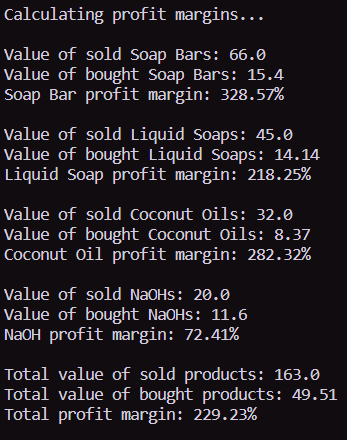 Calculating profit margins...
Value of sold Soap Bars: 66.0
Value of bought Soap Bars: 15.4
Soap Bar profit margin: 328.57%
Value of sold Liquid Soaps: 45.0
Value of bought Liquid Soaps: 14.14
Liquid Soap profit margin: 218.25%
Value of sold Coconut Oils: 32.0
Value of bought Coconut Oils: 8.37
Coconut Oil profit margin: 282.32%
Value of sold NaOHs: 20.0
Value of bought NaOHs: 11.6
NaOH profit margin: 72.41%
Total value of sold products: 163.0
Total value of bought products: 49.51
Total profit margin: 229.23%